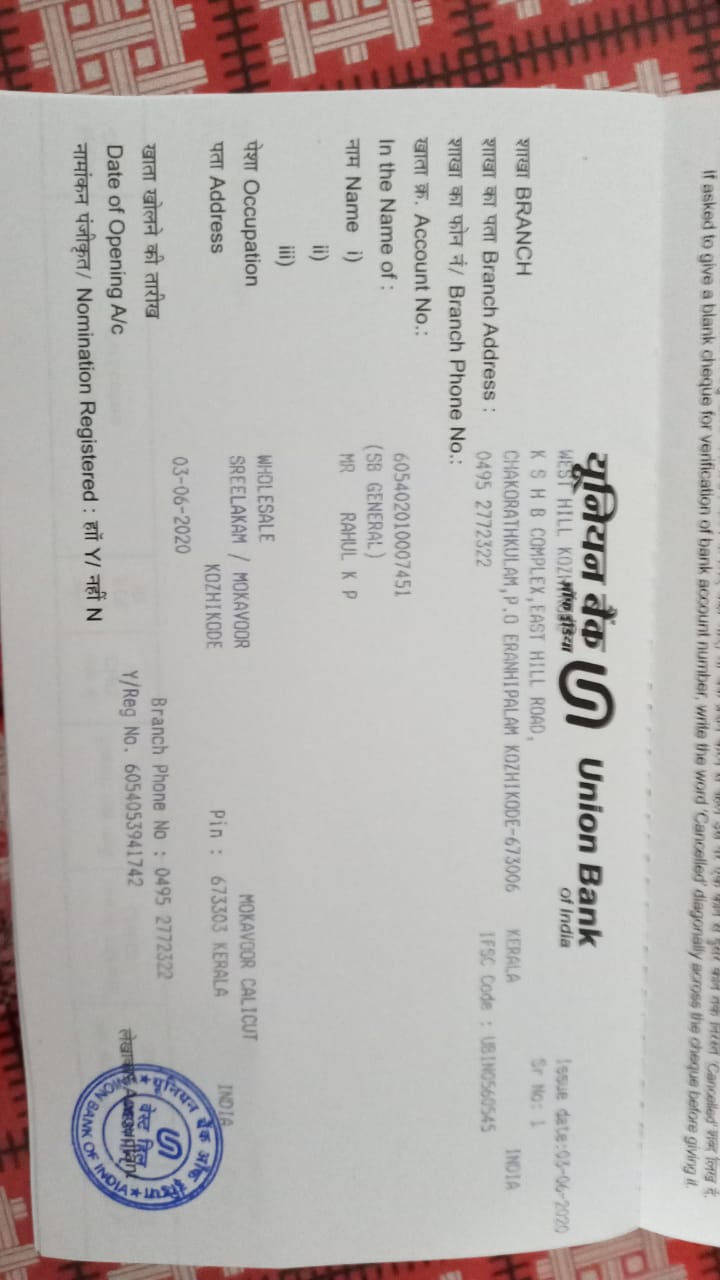 If asked to give a blank cheque for verification of bank account number, write the word 'Cancelled' diagonally across the cheque before giving it.
यूनियन बैंक Union Bank
ऑफ इंडिया of India
WEST HILL Issue date:03-06-2020
शाखा BRANCH K S H B COMPLEX,EAST HILL ROAD, Sr No: 1
शाखा का पता Branch Address : CHAKORATHKULAM,P.O ERANHIPALAM KOZHIKODE-673006 KERALA INDIA
शाखा का फोन नं/ Branch Phone No.: 0495 2772322 IFSC Code : UBIN0560545
खाता क्र. Account No.: 605402010007451
In the Name of : (SB GENERAL)
नाम Name i) MR RAHUL K P
ii)
iii)
पेशा Occupation WHOLESALE
पता Address SREELAKAM / MOKAVOOR MOKAVOOR CALICUT
KOZHIKODE Pin : 673303 KERALA INDIA
खाता खोलने की तारीख 03-06-2020
Date of Opening A/c Branch Phone No : 0495 2772322
नामांकन पंजीकृत/ Nomination Registered : हाँ Y/ नहीं N Y/Reg No. 6054053941742
यूनियन बैंक ऑफ
वेस्ट हिल
UNION BANK OF INDIA